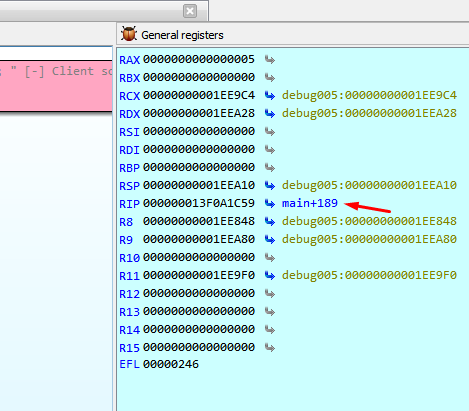 General registers
; " [-] Client so
RAX 0000000000000005
RBX 0000000000000000
RCX 00000000001EE9C4 debug005:00000000001EE9C4
RDX 00000000001EEA28 debug005:00000000001EEA28
RSI 0000000000000000
RDI 0000000000000000
RBP 0000000000000000
RSP 00000000001EEA10 debug005:00000000001EEA10
RIP 000000013F0A1C59 main+189
R8 00000000001EE848 debug005:00000000001EE848
R9 00000000001EEA80 debug005:00000000001EEA80
R10 0000000000000000
R11 00000000001EE9F0 debug005:00000000001EE9F0
R12 0000000000000000
R13 0000000000000000
R14 0000000000000000
R15 0000000000000000
EFL 00000246